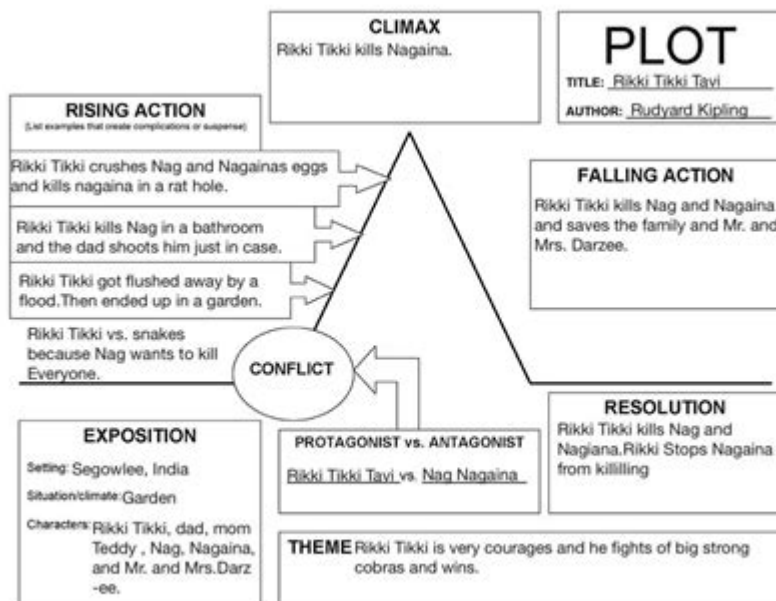 CLIMAX
Rikki Tikki kills Nagaina.
PLOT
TITLE: Rikki Tikki Tavi
AUTHOR: Rudyard Kipling
RISING ACTION
(List examples that create complications or suspense)
Rikki Tikki crushes Nag and Nagainas eggs
and kills nagaina in a rat hole.
Rikki Tikki kills Nag in a bathroom
and the dad shoots him just in case.
Rikki Tikki got flushed away by a
flood.Then ended up in a garden.
FALLING ACTION
Rikki Tikki kills Nag and Nagaina
and saves the family and Mr. and
Mrs. Darzee.
Rikki Tikki vs. snakes
because Nag wants to kill
Everyone.
CONFLICT
EXPOSITION
Setting: Segowlee, India
Situation/climate: Garden
Characters: Rikki Tikki, dad, mom
Teddy , Nag, Nagaina,
and Mr. and Mrs.Darz
-ee.
PROTAGONIST vs. ANTAGONIST
Rikki Tikki Tavi vs. Nag Nagaina
RESOLUTION
Rikki Tikki kills Nag and
Nagiana.Rikki Stops Nagaina
from killilling
THEME Rikki Tikki is very courages and he fights of big strong
cobras and wins.